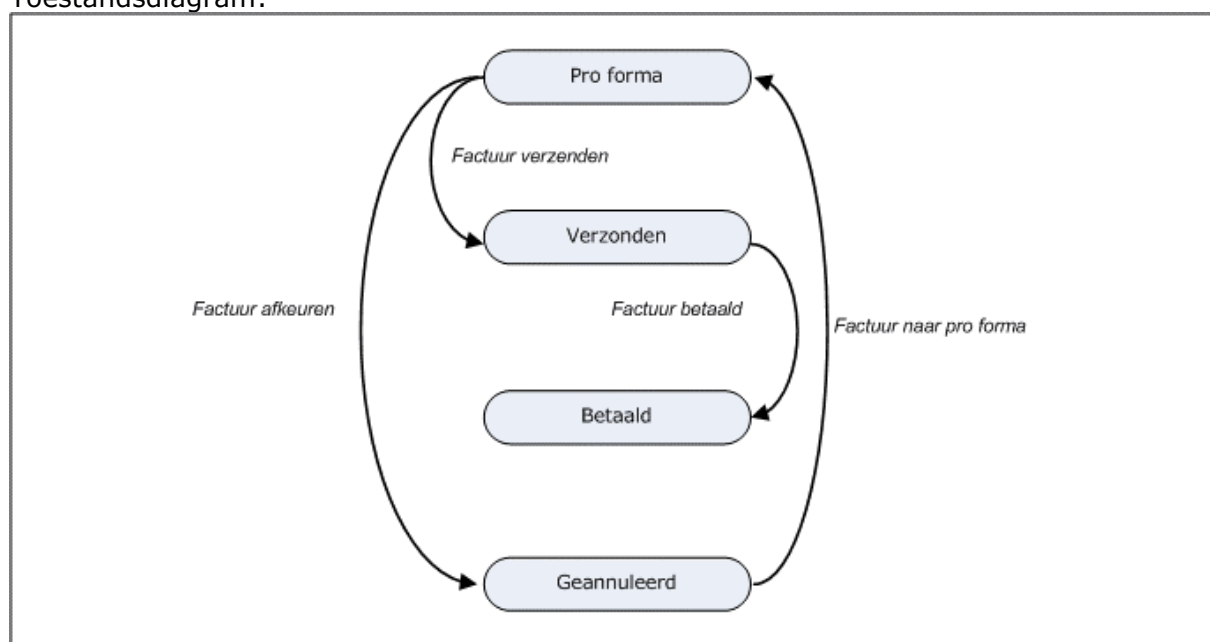 Toestandsdiagram:
Pro forma
Factuur verzenden
Verzonden
Factuur afkeuren
Factuur betaald
Factuur naar pro forma
Betaald
Geannuleerd